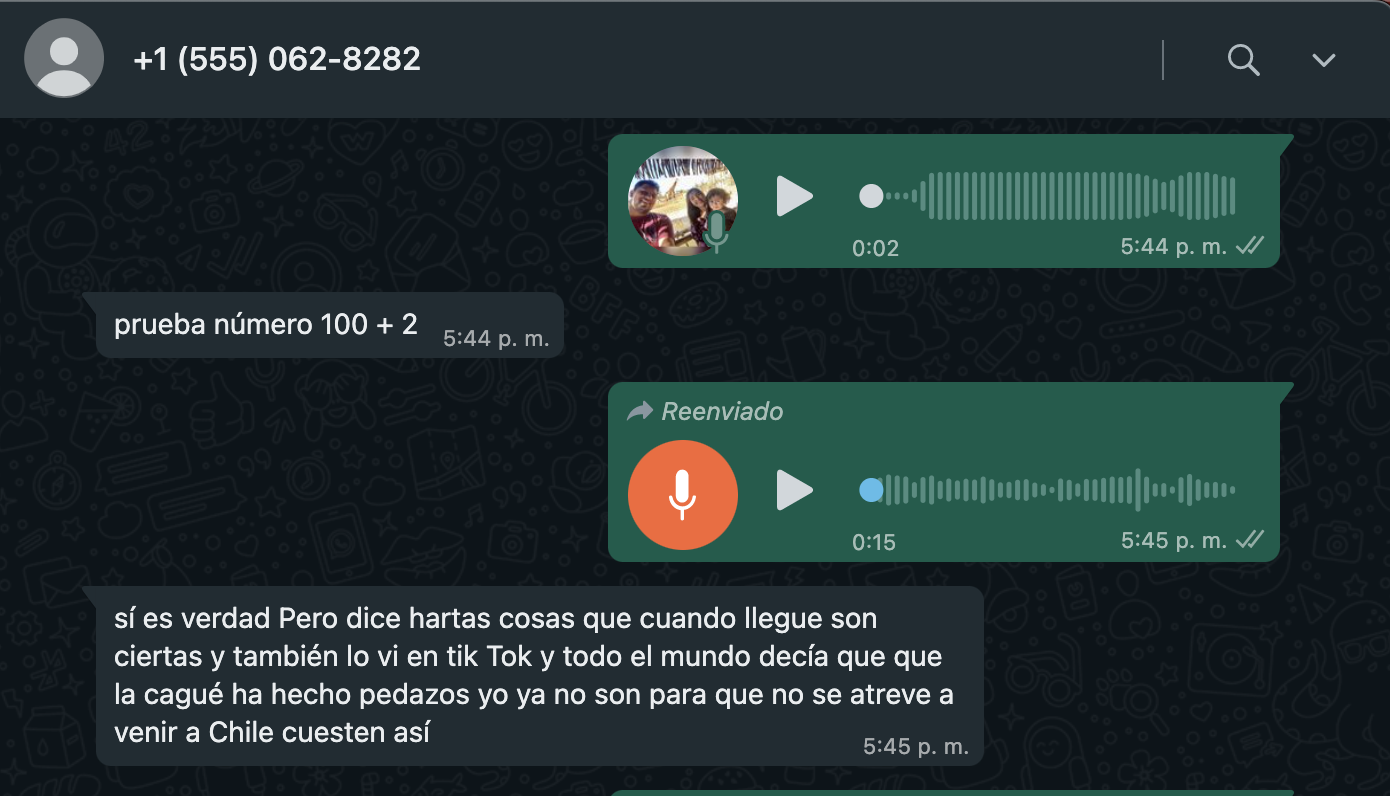 +1 (555) 062-8282
0:02
5:44 p. m.
prueba número 100 + 2
5:44 p. m.
Reenviado
0:15
5:45 p. m.
sí es verdad Pero dice hartas cosas que cuando llegue son
ciertas y también lo vi en tik Tok y todo el mundo decía que que
la cagué ha hecho pedazos yo ya no son para que no se atreve a
venir a Chile cuesten así
5:45 p. m.